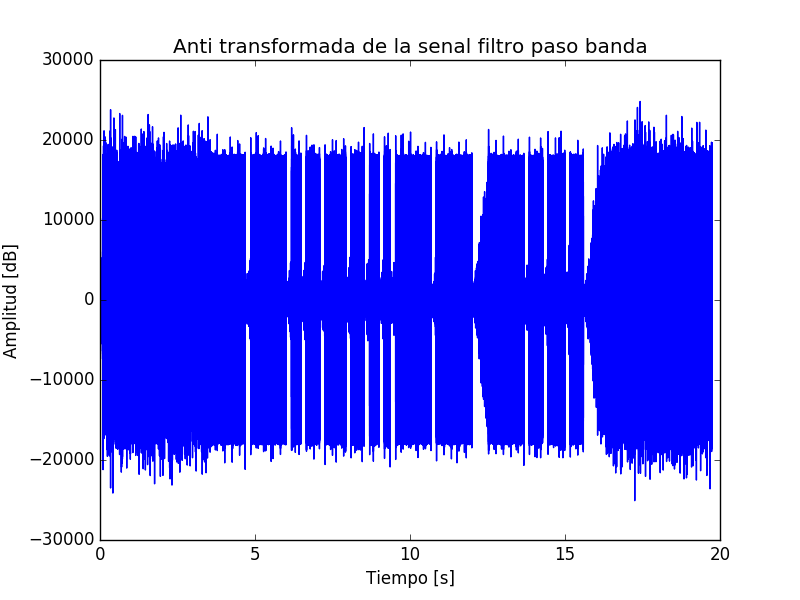 Anti transformada de la senal filtro paso banda
30000
20000
10000
0
−10000
−20000
−30000
Amplitud [dB]
0 5 10 15 20
Tiempo [s]